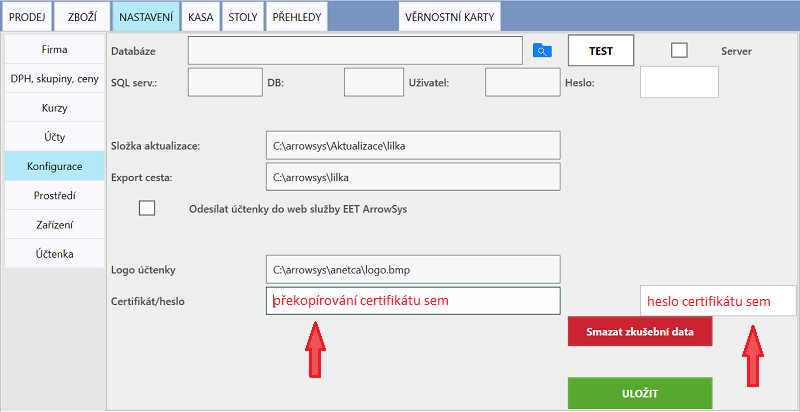 PRODEJ ZBOŽÍ NASTAVENÍ KASA STOLY PŘEHLEDY VĚRNOSTNÍ KARTY
Firma
DPH, skupiny, ceny
Kurzy
Účty
Konfigurace
Prostředí
Zařízení
Účtenka
Databáze TEST Server
SQL serv.: DB: Uživatel: Heslo:
Složka aktualizace: C:\arrowsys\Aktualizace\lilka
Export cesta: C:\arrowsys\lilka
Odesílat účtenky do web služby EET ArrowSys
Logo účtenky C:\arrowsys\anetca\logo.bmp
Certifikát/heslo překopírování certifikátu sem heslo certifikátu sem
Smazat zkušební data
ULOŽIT